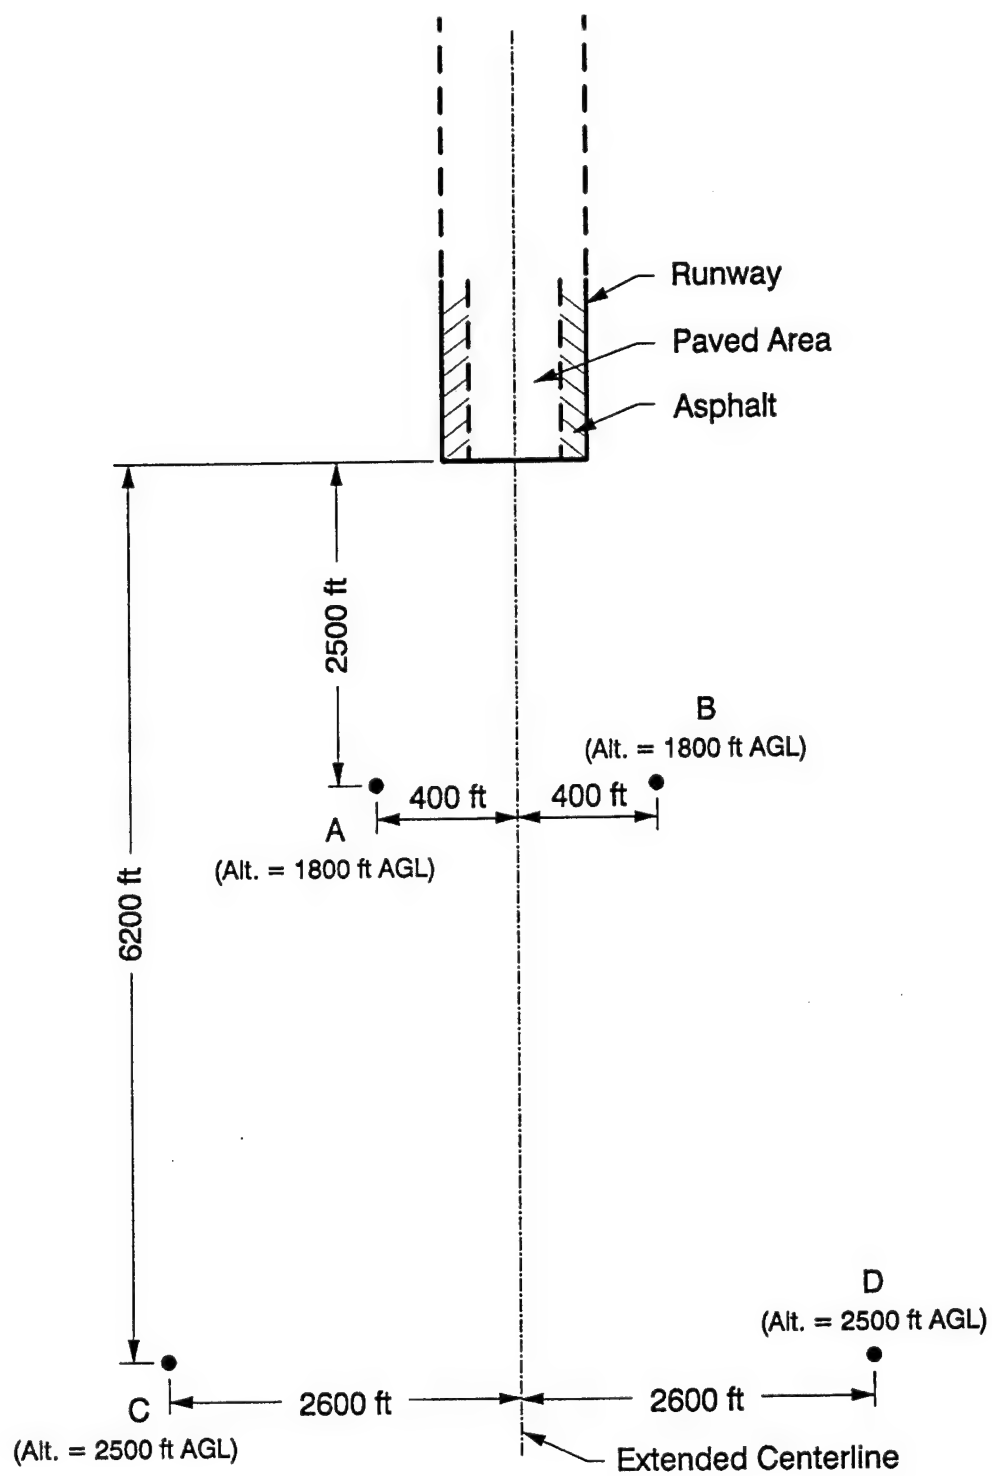 Runway
Paved Area
Asphalt
2500 ft
B
(Alt. = 1800 ft AGL)
400 ft
400 ft
A
(Alt. = 1800 ft AGL)
6200 ft
D
(Alt. = 2500 ft AGL)
2600 ft
2600 ft
C
(Alt. = 2500 ft AGL)
Extended Centerline